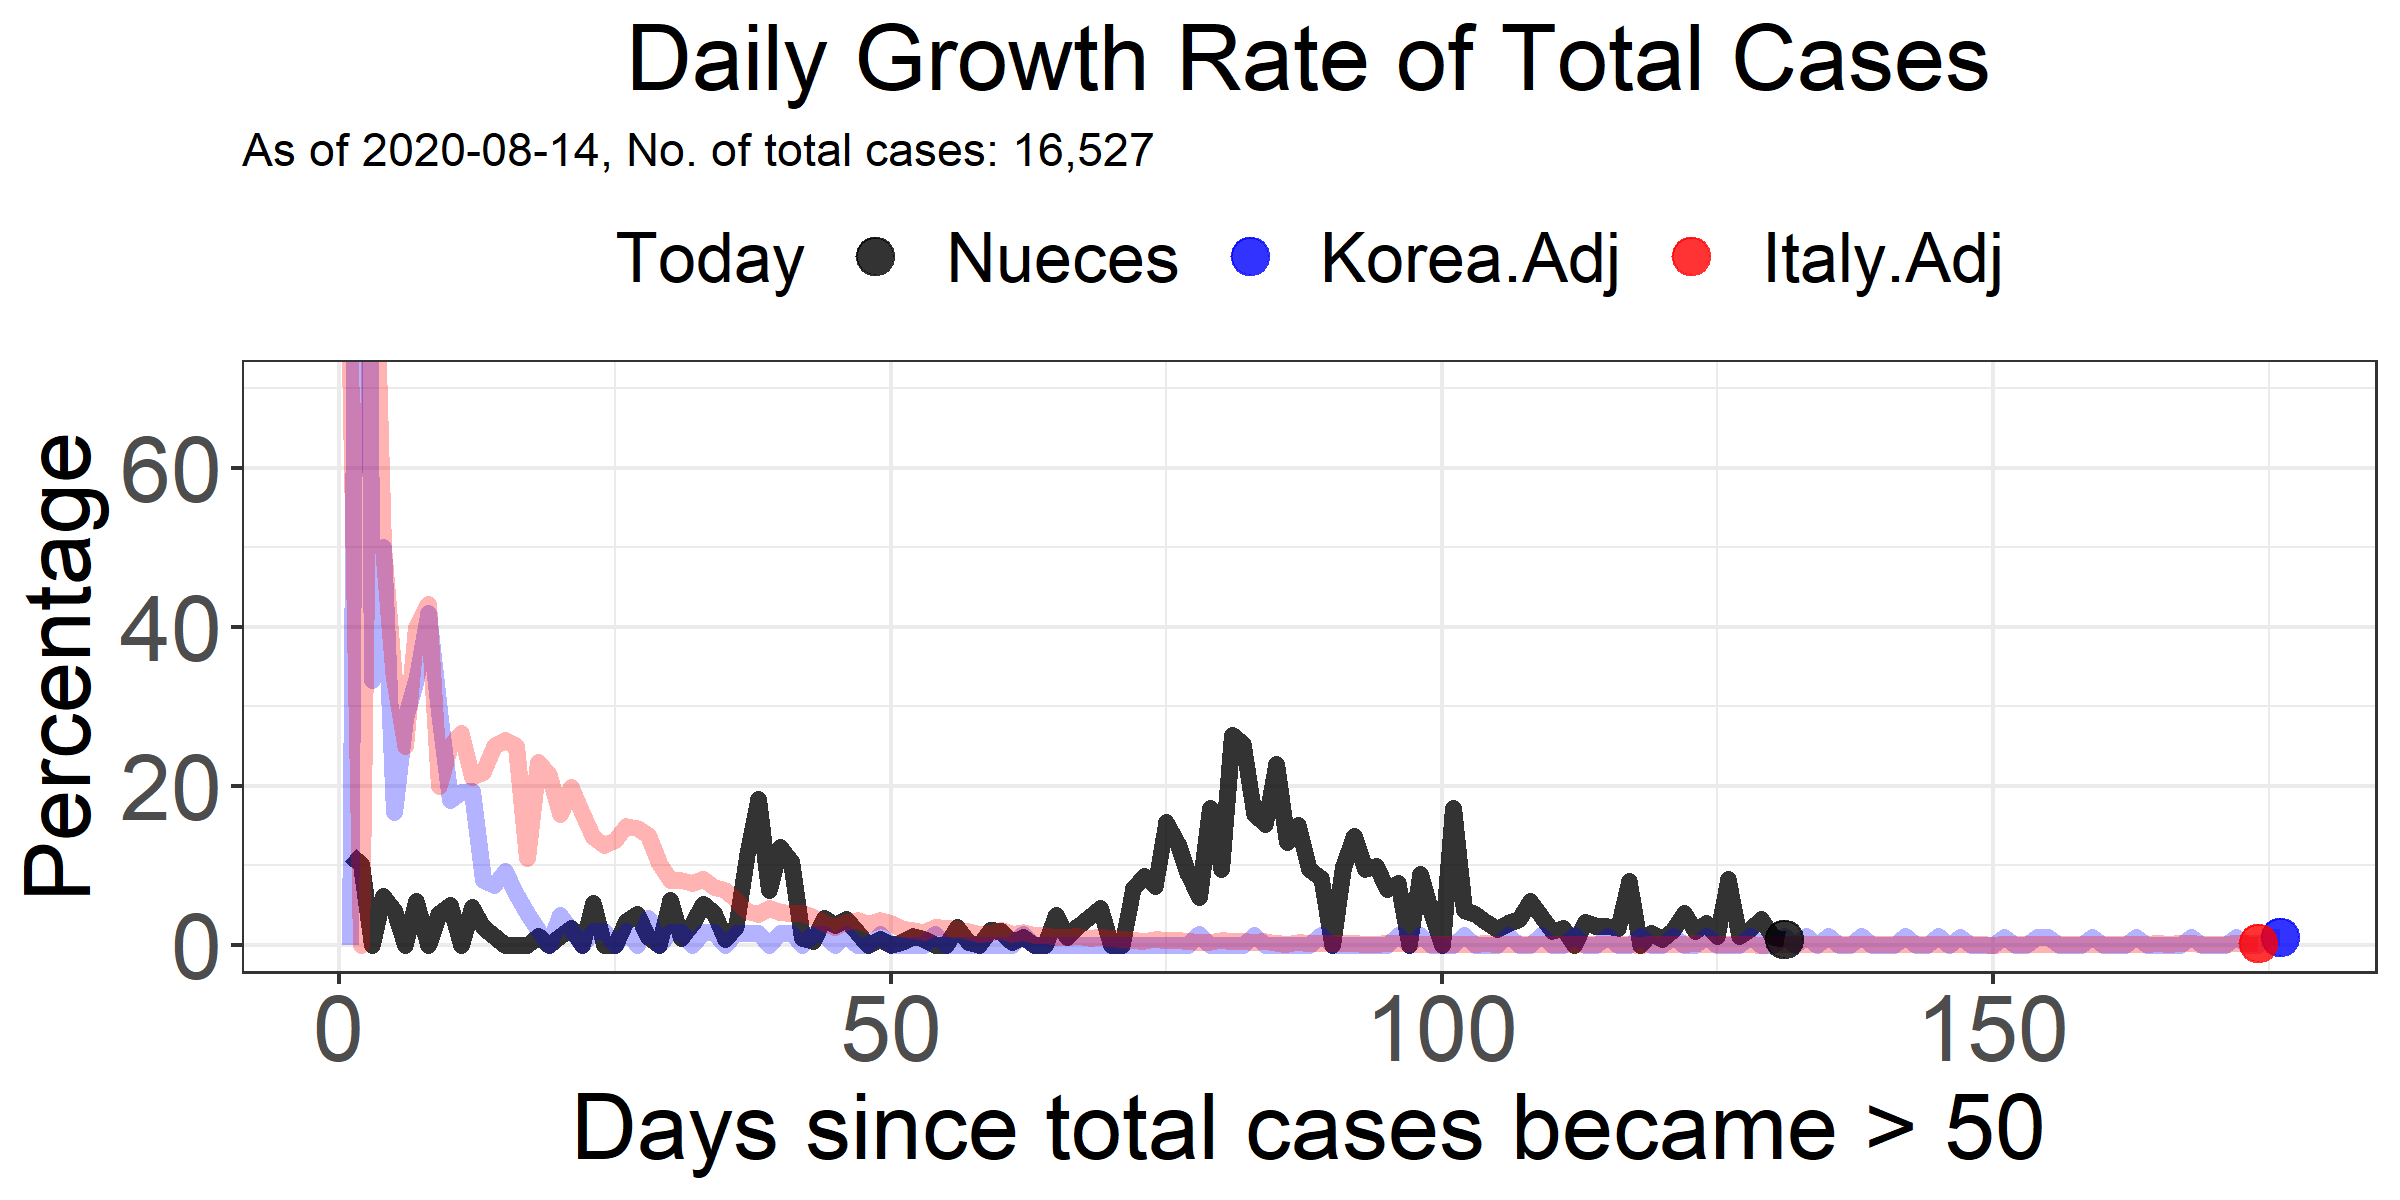 Daily Growth Rate of Total Cases
As of 2020-08-14, No. of total cases: 16,527
Today Nueces Korea.Adj Italy.Adj
Percentage
60
40
20
0
0 50 100 150
Days since total cases became > 50